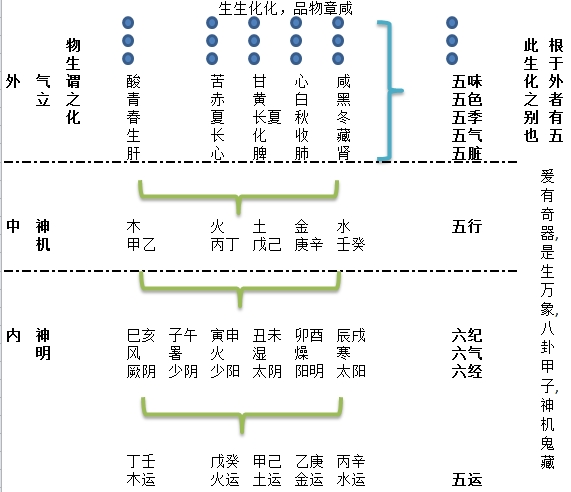 生生化化，品物章咸
物生谓之化
外 气立
酸 苦 甘 心 咸 五味
青 赤 黄 白 黑 五色
春 夏 长夏 秋 冬 五季
生 长 化 收 藏 五气
肝 心 脾 肺 肾 五脏
根于外者有五
此生化之别也
中 神机
木 火 土 金 水 五行
甲乙 丙丁 戊己 庚辛 壬癸
内 神明
巳亥 子午 寅申 丑未 卯酉 辰戌 六纪
风 暑 火 湿 燥 寒 六气
厥阴 少阴 少阳 太阴 阳明 太阳 六经
丁壬 戊癸 甲己 乙庚 丙辛
木运 火运 土运 金运 水运 五运
爰有奇器,是生万象,八卦甲子,神机鬼藏